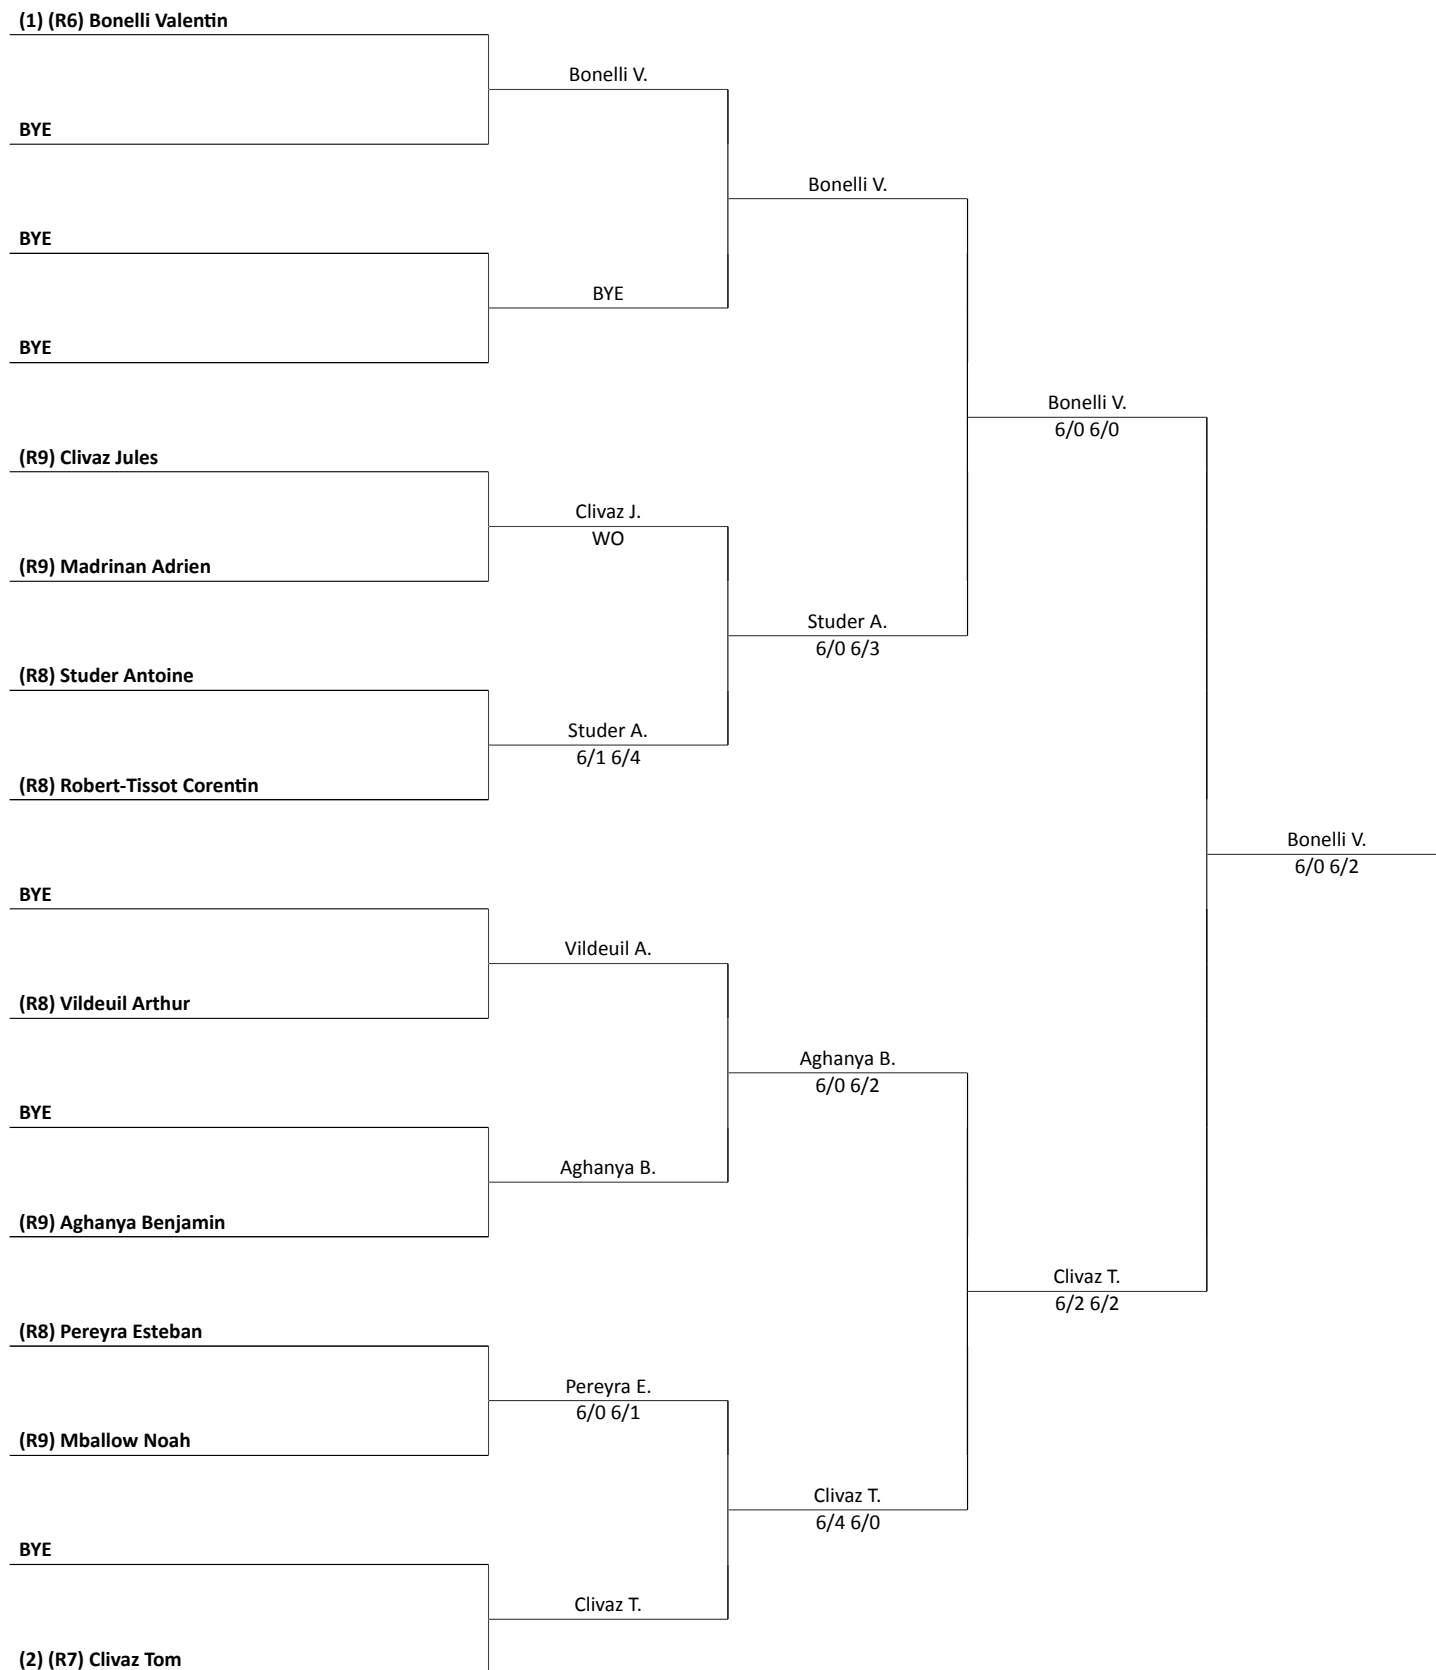 (1) (R6) Bonelli Valentin
Bonelli V.
BYE
Bonelli V.
BYE
BYE
BYE
Bonelli V.
6/0 6/0
(R9) Clivaz Jules
Clivaz J.
WO
(R9) Madrinan Adrien
Studer A.
6/0 6/3
(R8) Studer Antoine
Studer A.
6/1 6/4
(R8) Robert-Tissot Corentin
Bonelli V.
6/0 6/2
BYE
Vildeuil A.
(R8) Vildeuil Arthur
Aghanya B.
6/0 6/2
BYE
Aghanya B.
(R9) Aghanya Benjamin
Clivaz T.
6/2 6/2
(R8) Pereyra Esteban
Pereyra E.
6/0 6/1
(R9) Mballow Noah
Clivaz T.
6/4 6/0
BYE
Clivaz T.
(2) (R7) Clivaz Tom